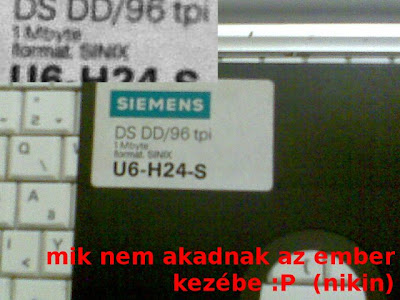 DS DD/96 tpi
1 Mbyte
format. SINIX
U6-H24-S
SIEMENS
DS DD/96 tpi
1 Mbyte
format. SINIX
U6-H24-S
Q
A
a
mik nem akadnak az ember
kezébe :P (nikin)